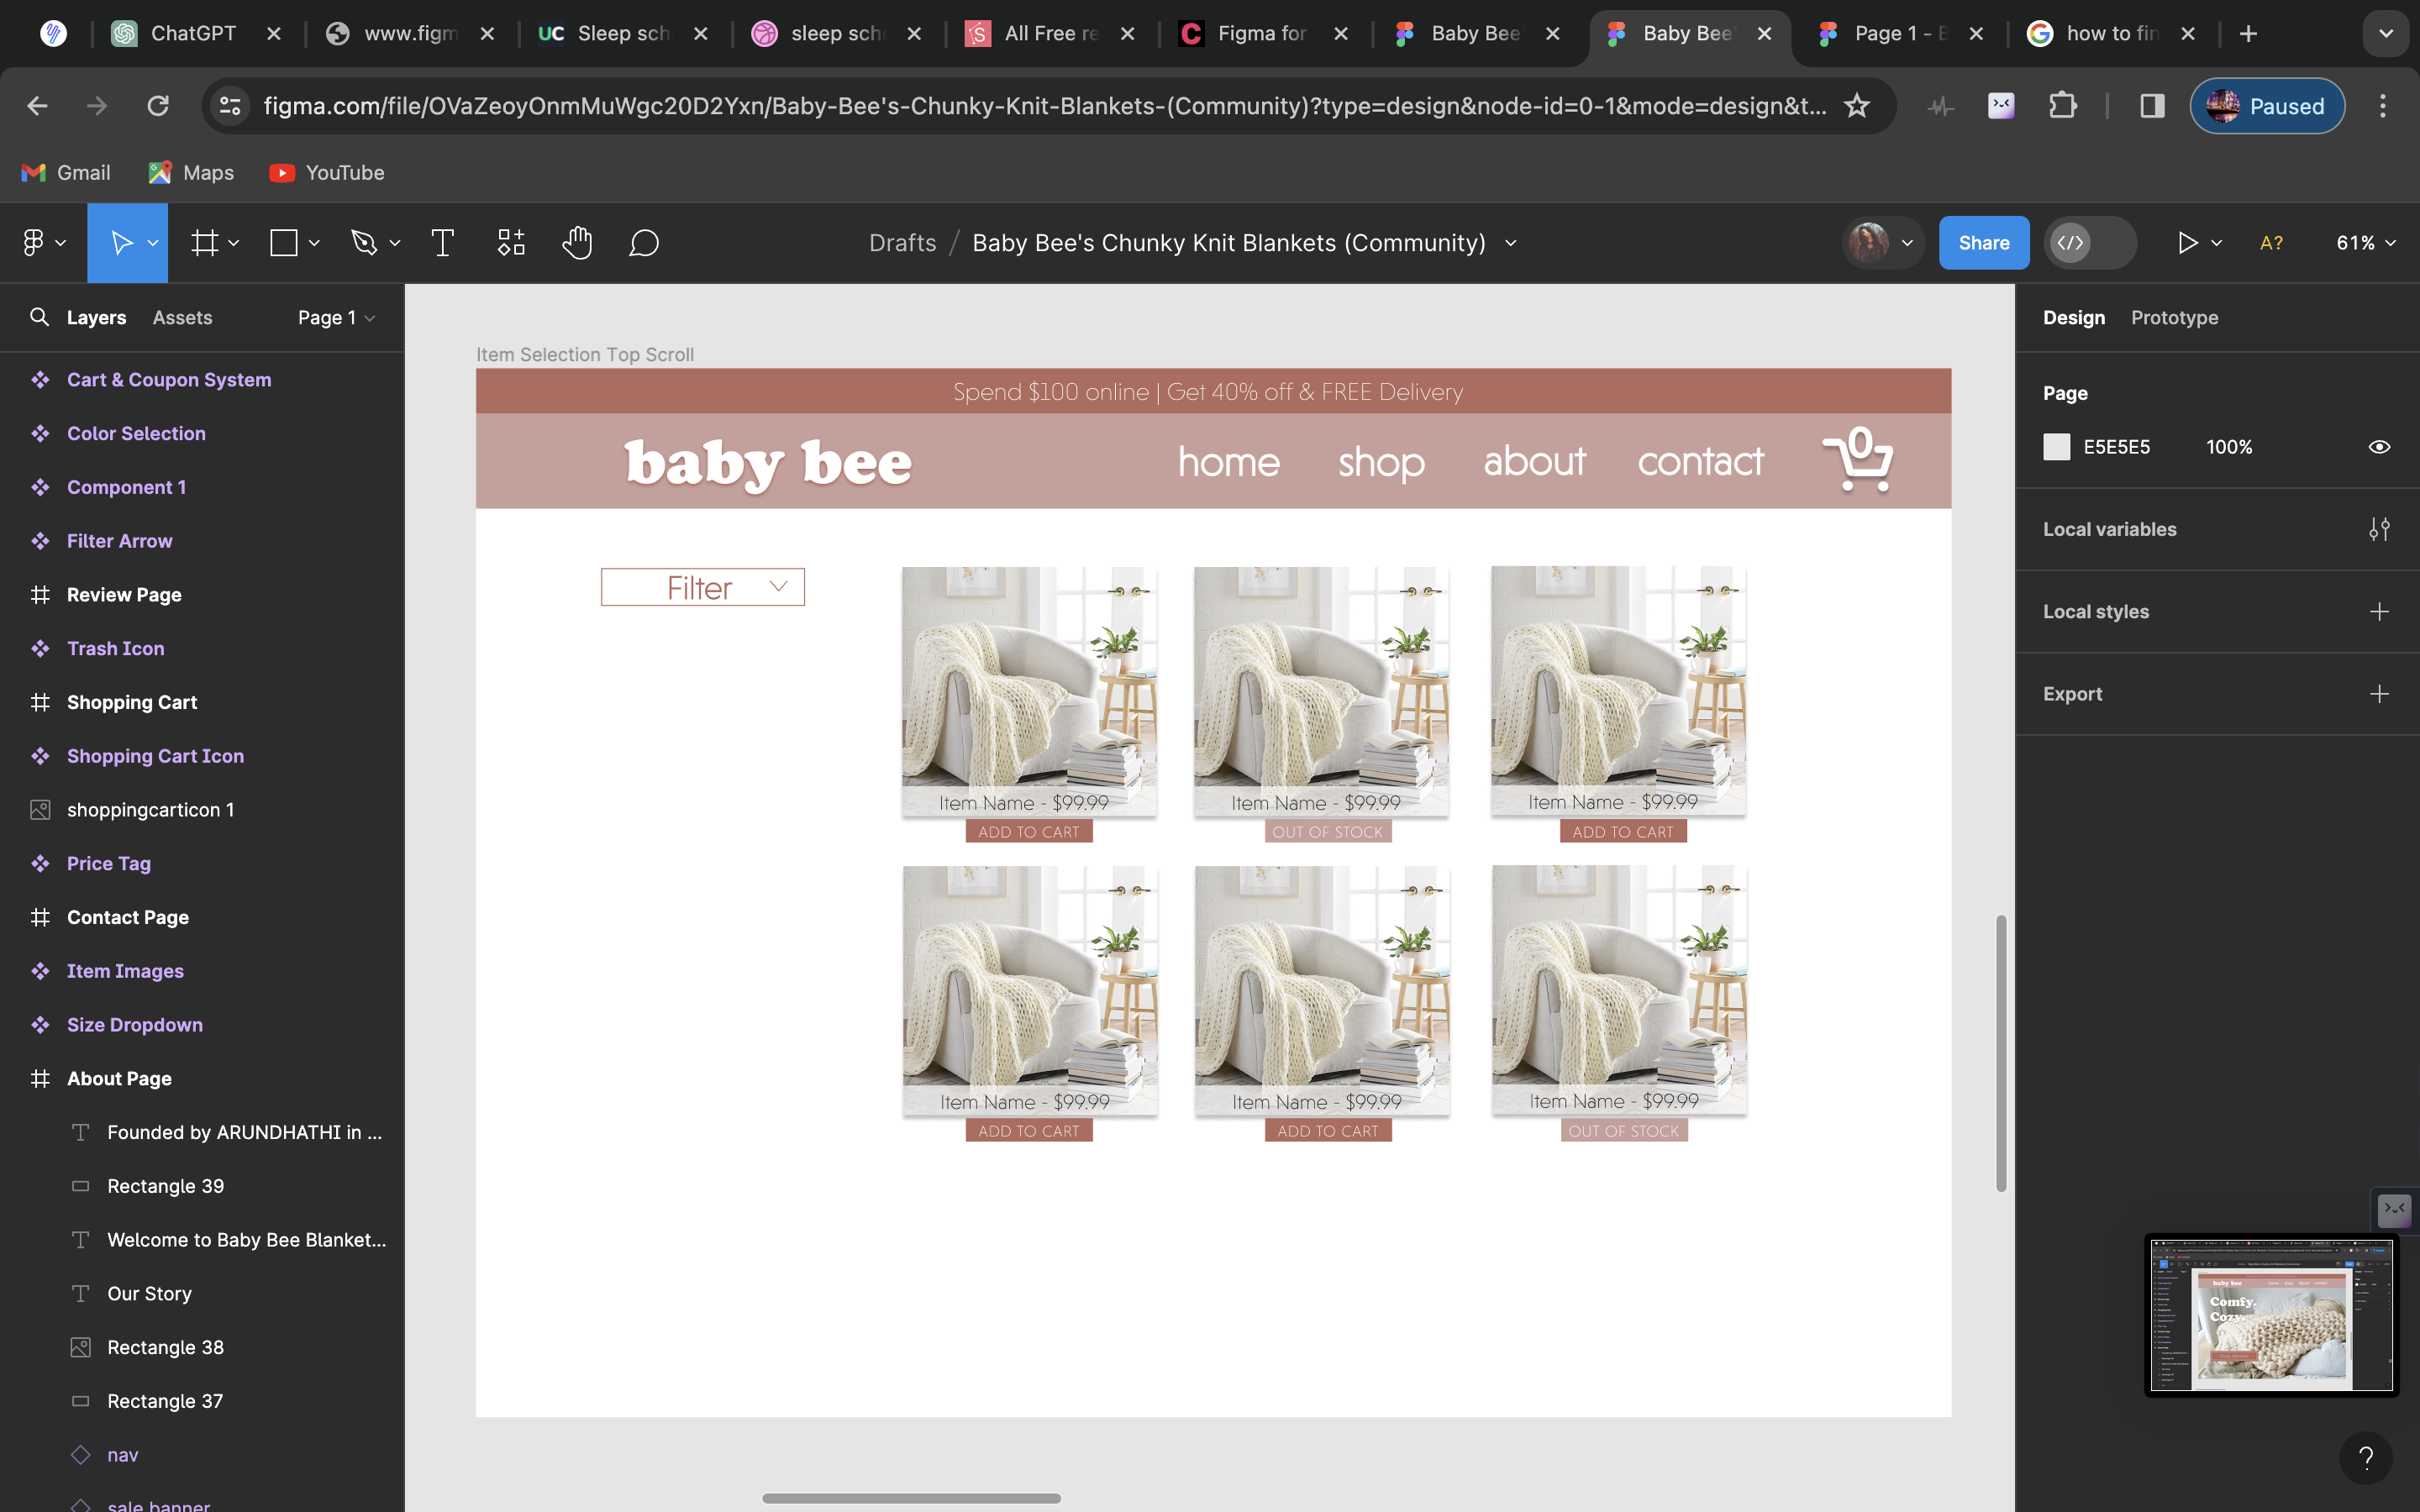 ChatGPT
www.figm
UC Sleep sch
sleep sch
All Free re
Figma for
Baby Bee'
Baby Bee'
Page 1 - B
how to fin
figma.com/file/OVaZeoyOnmMuWgc20D2Yxn/Baby-Bee's-Chunky-Knit-Blankets-(Community)?type=design&node-id=0-1&mode=design&t...
Paused
Gmail
Maps
YouTube
Drafts / Baby Bee's Chunky Knit Blankets (Community)
Share
A?
61%
Layers
Assets
Page 1
Cart & Coupon System
Color Selection
Component 1
Filter Arrow
Review Page
Trash Icon
Shopping Cart
Shopping Cart Icon
shoppingcarticon 1
Price Tag
Contact Page
Item Images
Size Dropdown
About Page
Founded by ARUNDHATHI in ...
Rectangle 39
Welcome to Baby Bee Blanket...
Our Story
Rectangle 38
Rectangle 37
nav
sale banner
Item Selection Top Scroll
Spend $100 online | Get 40% off & FREE Delivery
baby bee
home
shop
about
contact
0
Filter
Item Name - $99.99
Item Name - $99.99
Item Name - $99.99
ADD TO CART
OUT OF STOCK
ADD TO CART
Item Name - $99.99
Item Name - $99.99
Item Name - $99.99
ADD TO CART
ADD TO CART
OUT OF STOCK
Design
Prototype
Page
E5E5E5
100%
Local variables
Local styles
Export
baby bee
Comfy.
Cozy.
?